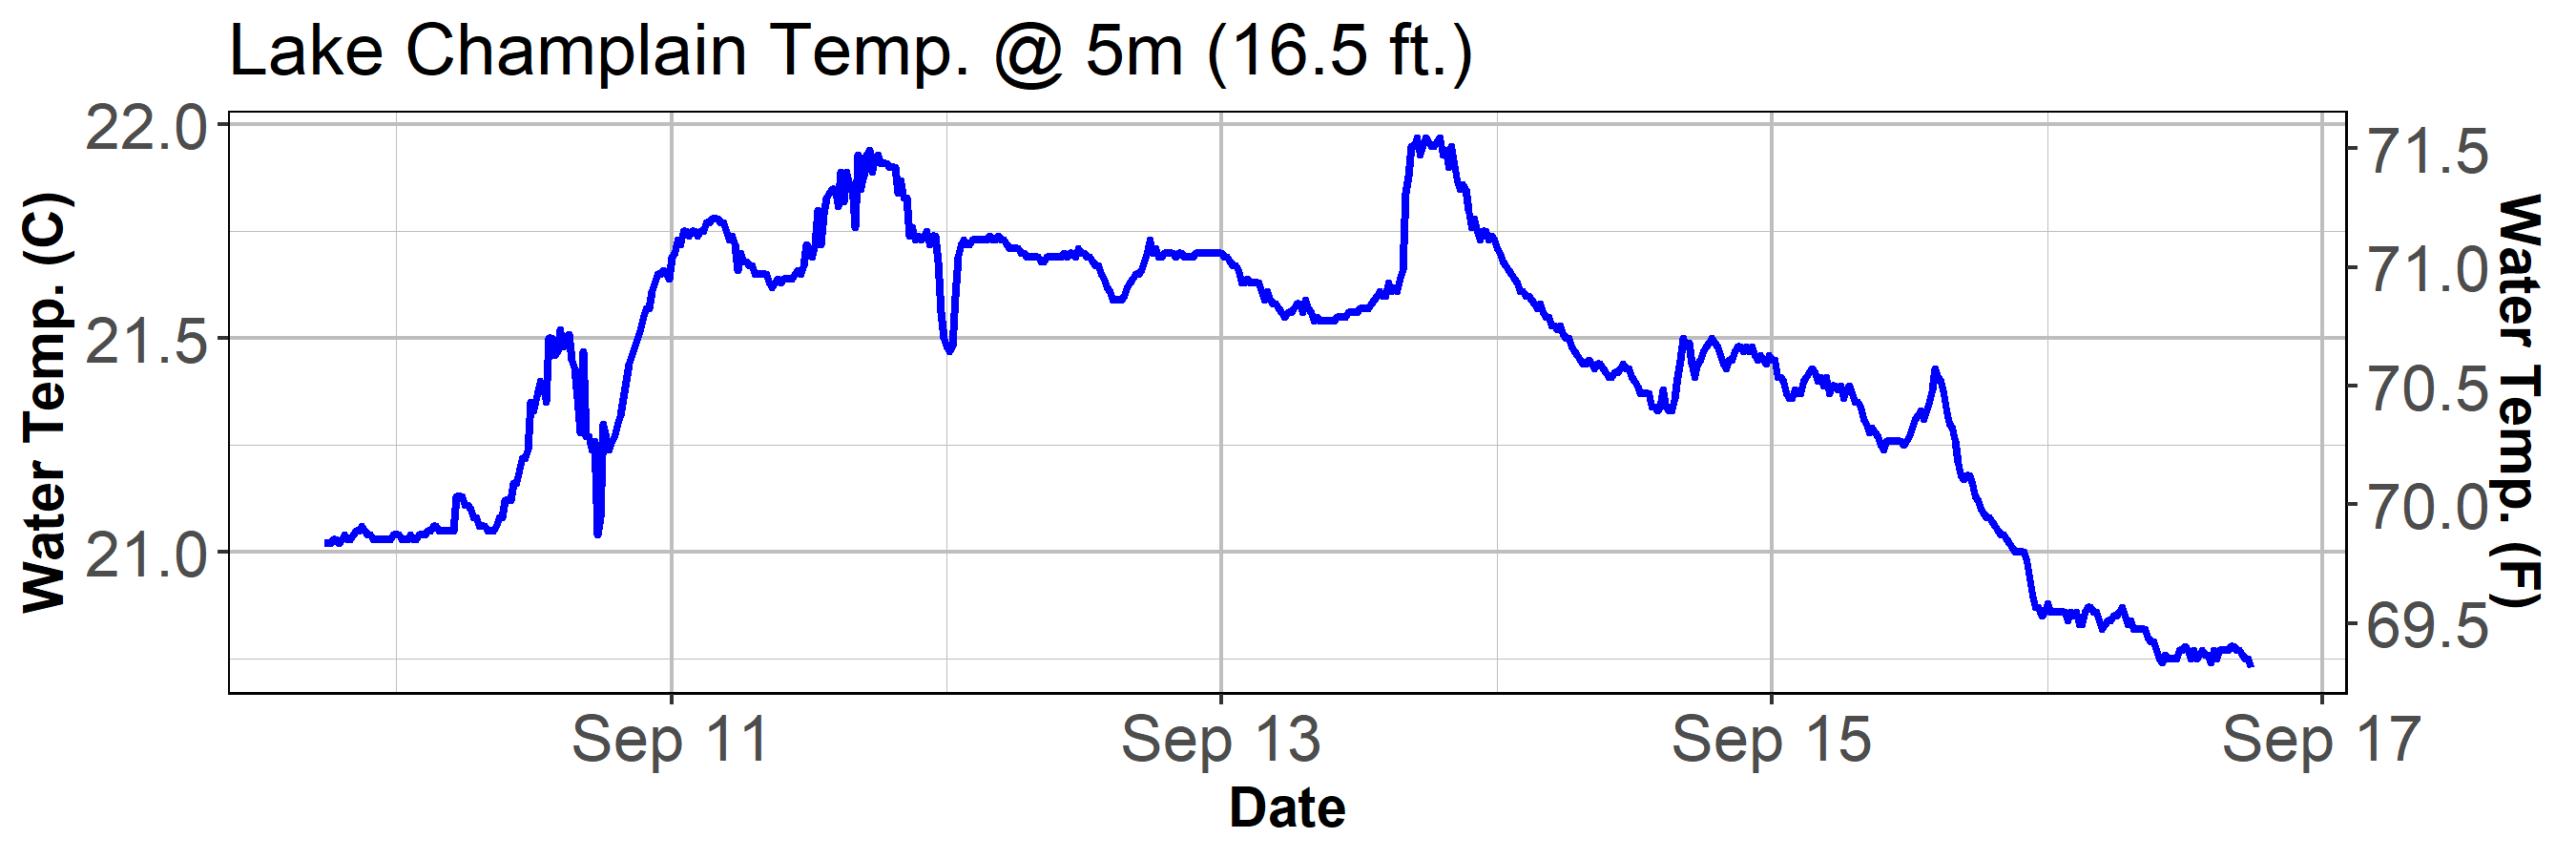 Lake Champlain Temp. @ 5m (16.5 ft.)
Water Temp. (C)
22.0
21.5
21.0
71.5
71.0
70.5
70.0
69.5
Water Temp. (F)
Sep 11
Sep 13
Sep 15
Sep 17
Date